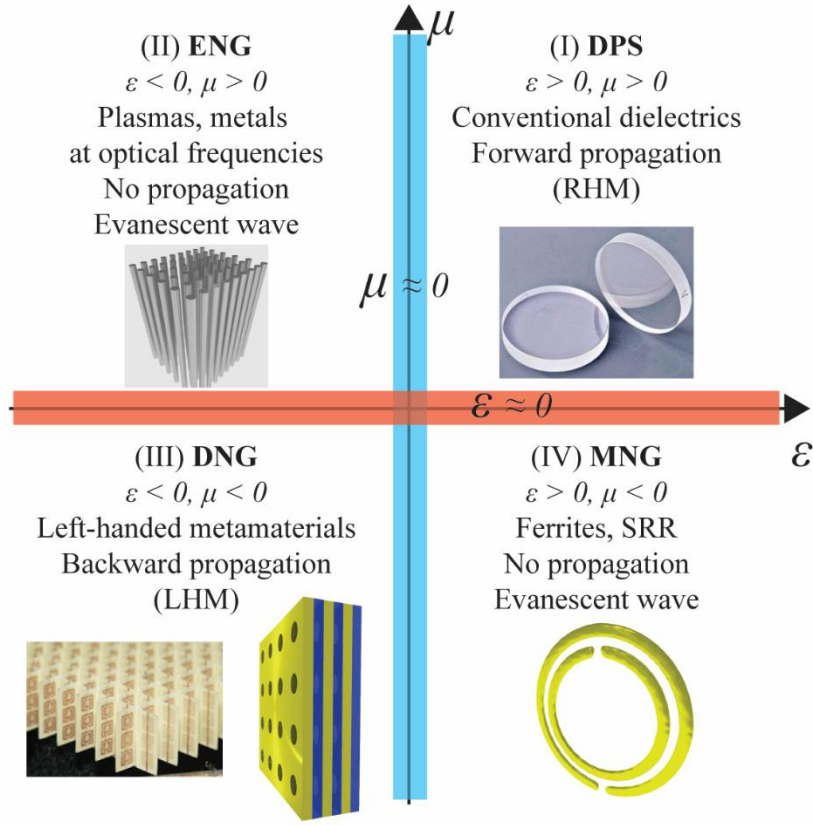 μ
(II) ENG
ε < 0, μ > 0
Plasmas, metals
at optical frequencies
No propagation
Evanescent wave
(I) DPS
ε > 0, μ > 0
Conventional dielectrics
Forward propagation
(RHM)
μ ≈ 0
ε ≈ 0
ε
(III) DNG
ε < 0, μ < 0
Left-handed metamaterials
Backward propagation
(LHM)
(IV) MNG
ε > 0, μ < 0
Ferrites, SRR
No propagation
Evanescent wave